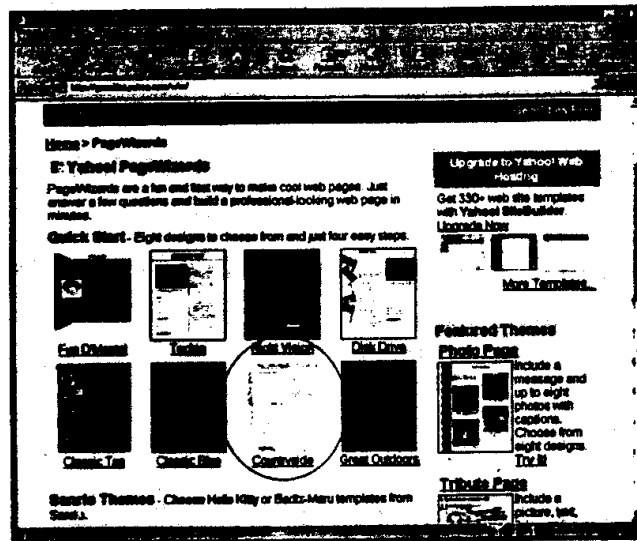 Home > PageWizards
Yahoo! PageWizards
PageWizards are a fun and fast way to make cool web pages. Just
answer a few questions and build a professional-looking web page in
minutes.
Quick Start - Eight designs to choose from and just four easy steps.
Techie
Night Vision
Disk Drive
Classic Tan
Classic Blue
Countryside
Great Outdoors
Sanrio Themes - Choose Hello Kitty or Badtz-Maru templates from
Sanrio.
Upgrade to Yahoo! Web
Hosting
Get 330+ web site templates
with Yahoo! SiteBuilder.
Upgrade Now
More Templates...
Featured Themes
Photo Page
Include a
message and
up to eight
photos with
captions.
Choose from
eight designs.
Try it!
Tribute Page
Include a
picture, text,